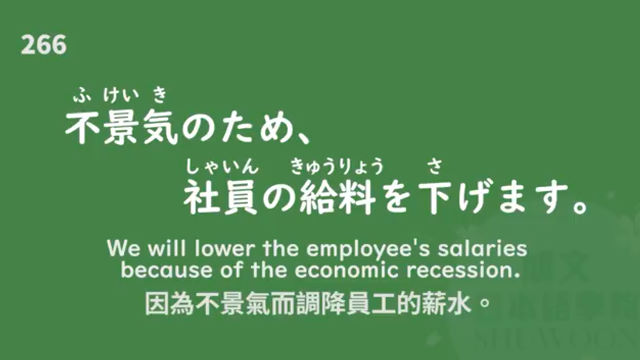 266
ふ けい き
不景気のため、
しゃいん きゅうりょう さ
社員の給料を下げます。
We will lower the employee's salaries
because of the economic recession.
因為不景氣而調降員工的薪水。